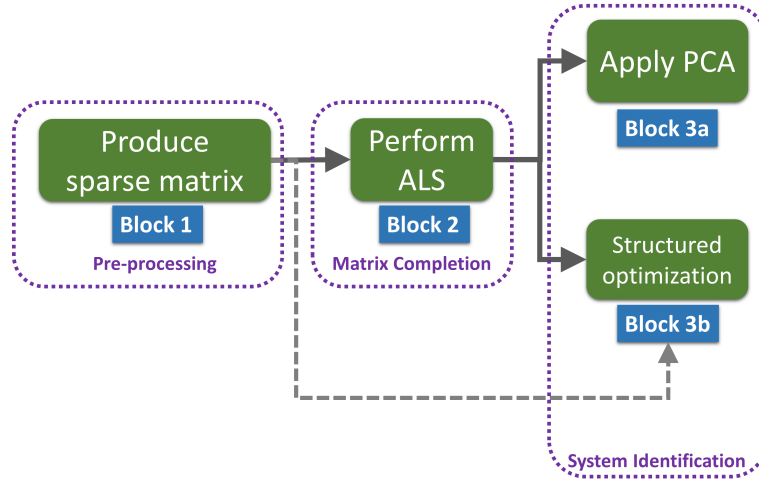 Produce
sparse matrix
Block 1
Pre-processing
Perform
ALS
Block 2
Matrix Completion
Apply PCA
Block 3a
Structured
optimization
Block 3b
System Identification